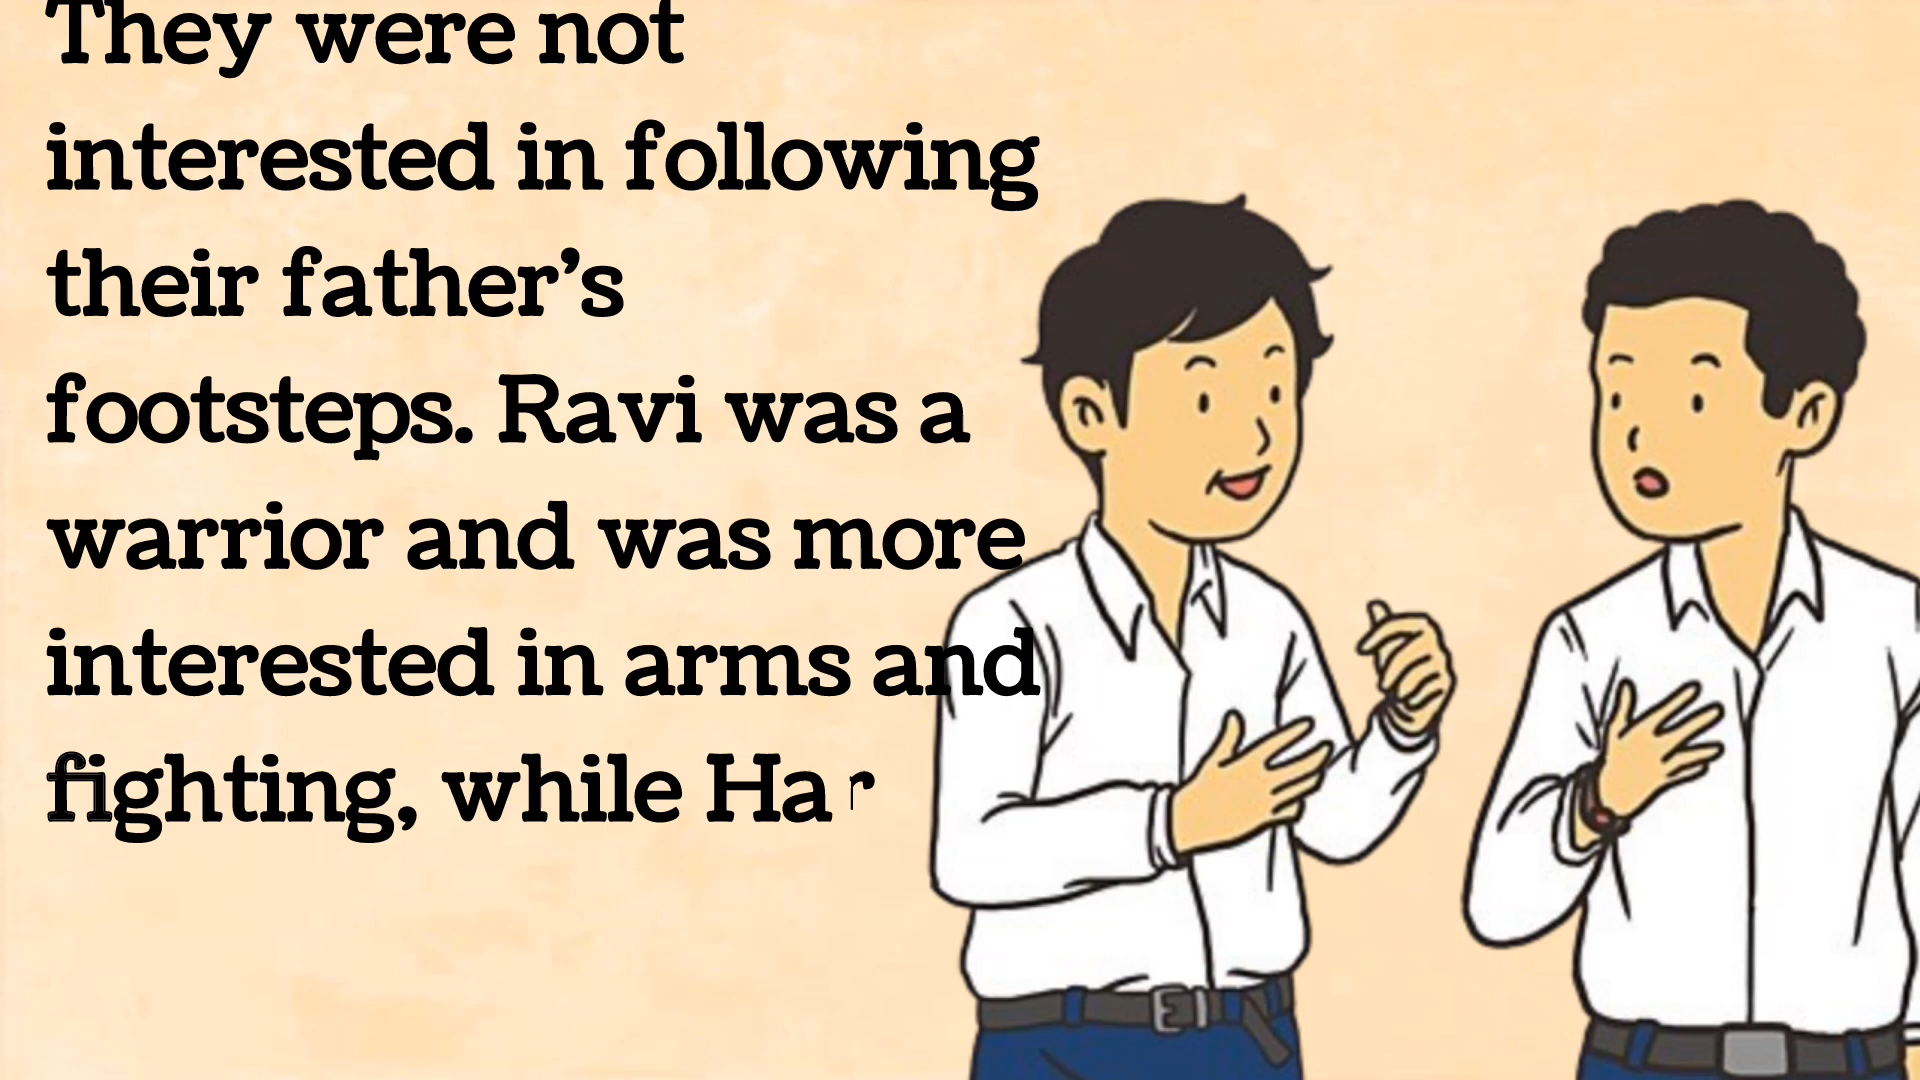 They were not
interested in following
their father’s
footsteps. Ravi was a
warrior and was more
interested in arms and
fighting, while Har